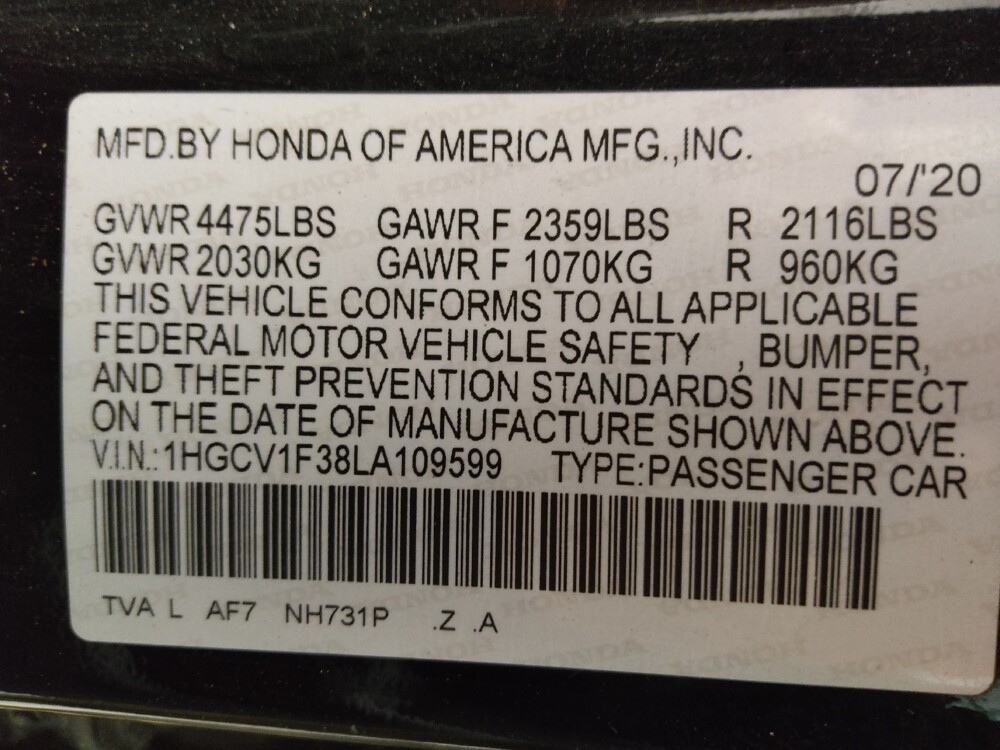 MFD.BY HONDA OF AMERICA MFG.,INC.
07/'20
GVWR 4475LBS GAWR F 2359LBS R 2116LBS
GVWR 2030KG GAWR F 1070KG R 960KG
THIS VEHICLE CONFORMS TO ALL APPLICABLE
FEDERAL MOTOR VEHICLE SAFETY , BUMPER,
AND THEFT PREVENTION STANDARDS IN EFFECT
ON THE DATE OF MANUFACTURE SHOWN ABOVE.
V.I.N.: 1HGCV1F38LA109599 TYPE:PASSENGER CAR
TVA L AF7 NH731P .Z .A